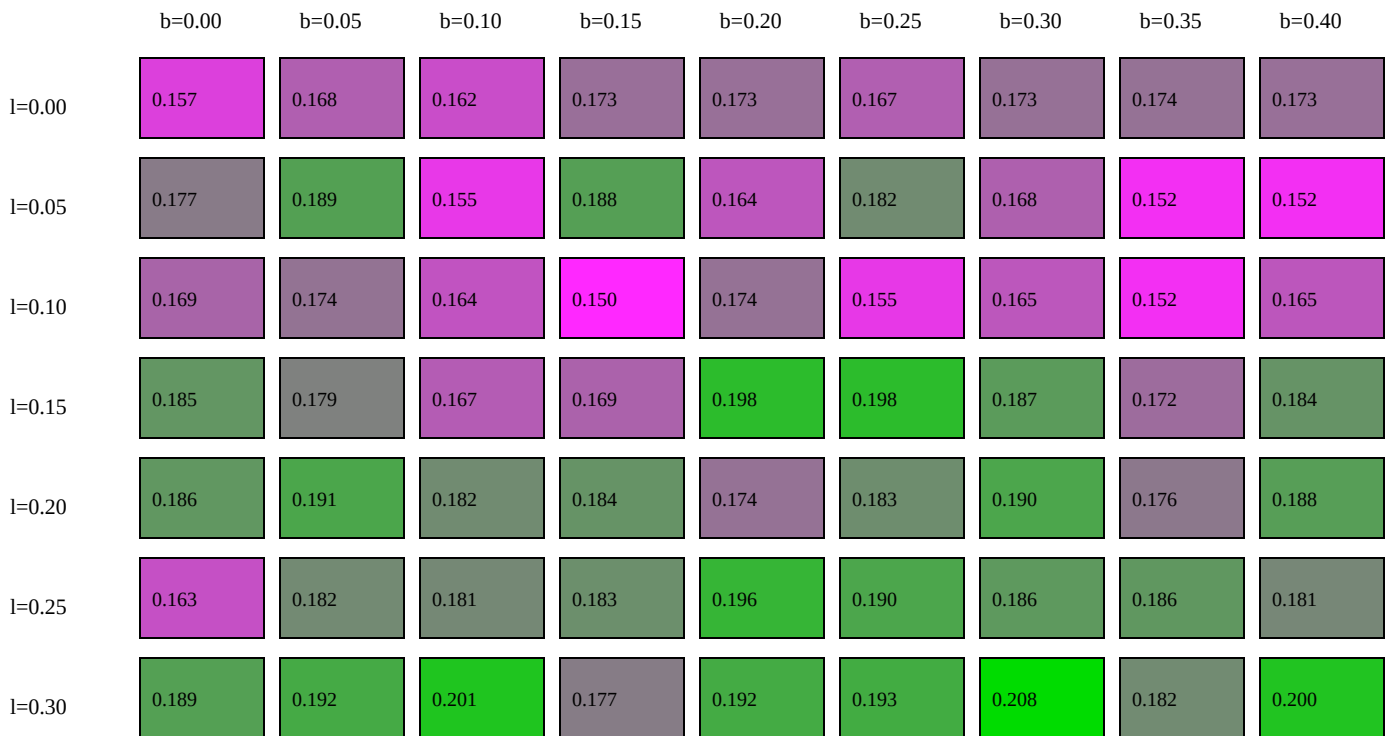 b=0.00 b=0.05 b=0.10 b=0.15 b=0.20 b=0.25 b=0.30 b=0.35 b=0.40
l=0.00 0.157 0.168 0.162 0.173 0.173 0.167 0.173 0.174 0.173
l=0.05 0.177 0.189 0.155 0.188 0.164 0.182 0.168 0.152 0.152
l=0.10 0.169 0.174 0.164 0.150 0.174 0.155 0.165 0.152 0.165
l=0.15 0.185 0.179 0.167 0.169 0.198 0.198 0.187 0.172 0.184
l=0.20 0.186 0.191 0.182 0.184 0.174 0.183 0.190 0.176 0.188
l=0.25 0.163 0.182 0.181 0.183 0.196 0.190 0.186 0.186 0.181
l=0.30 0.189 0.192 0.201 0.177 0.192 0.193 0.208 0.182 0.200